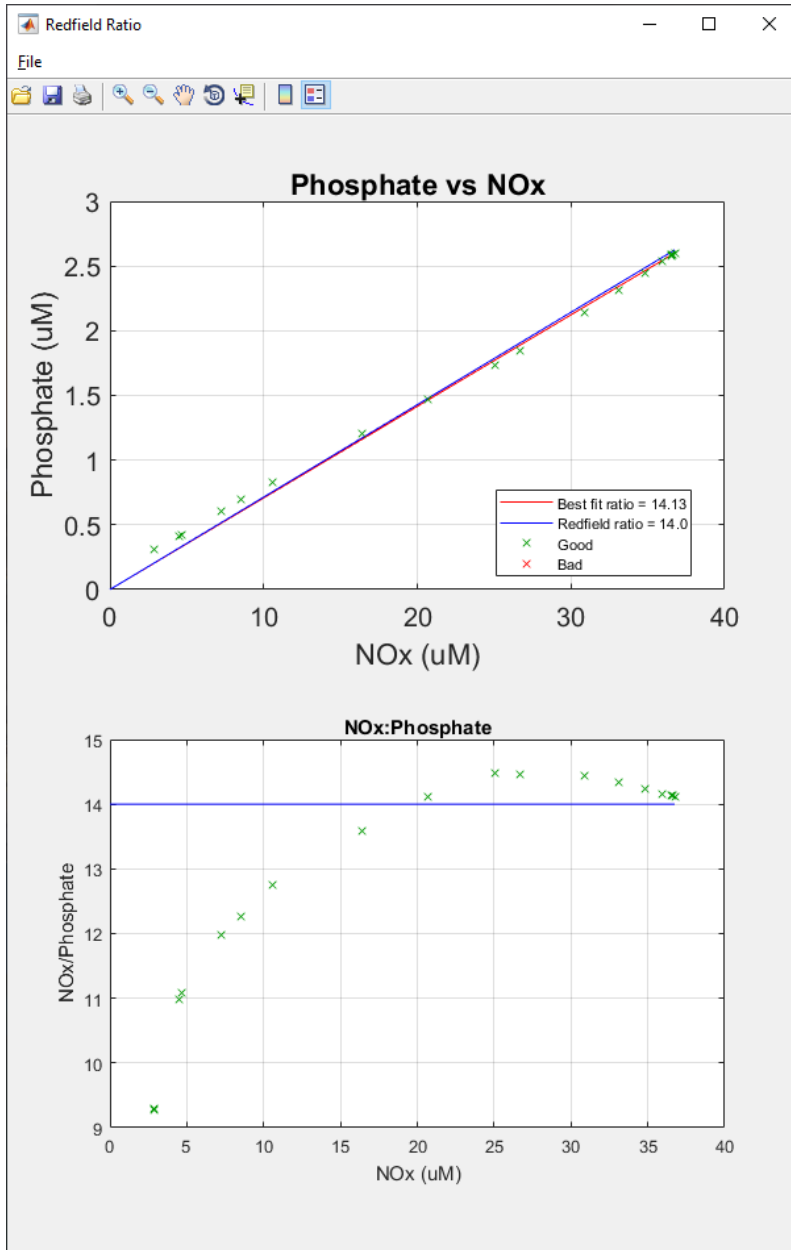 Redfield Ratio
File
Phosphate vs NOx
3
2.5
2
1.5
1
0.5
0
Phosphate (uM)
Best fit ratio = 14.13
Redfield ratio = 14.0
Good
Bad
0 10 20 30 40
NOx (uM)
NOx:Phosphate
15
14
13
12
11
10
9
NOx/Phosphate
0 5 10 15 20 25 30 35 40
NOx (uM)